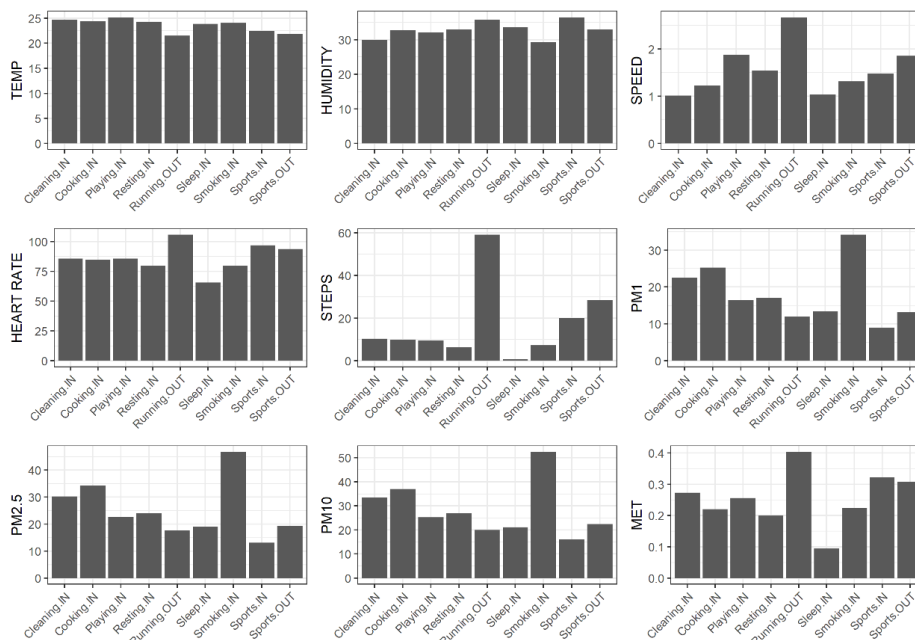 TEMP
25
20
15
10
5
0
Cleaning.IN
Cooking.IN
Playing.IN
Resting.IN
Running.OUT
Sleep.IN
Smoking.IN
Sports.IN
Sports.OUT
HUMIDITY
30
20
10
0
Cleaning.IN
Cooking.IN
Playing.IN
Resting.IN
Running.OUT
Sleep.IN
Smoking.IN
Sports.IN
Sports.OUT
SPEED
2
1
0
Cleaning.IN
Cooking.IN
Playing.IN
Resting.IN
Running.OUT
Sleep.IN
Smoking.IN
Sports.IN
Sports.OUT
HEART RATE
100
75
50
25
0
Cleaning.IN
Cooking.IN
Playing.IN
Resting.IN
Running.OUT
Sleep.IN
Smoking.IN
Sports.IN
Sports.OUT
STEPS
60
40
20
0
Cleaning.IN
Cooking.IN
Playing.IN
Resting.IN
Running.OUT
Sleep.IN
Smoking.IN
Sports.IN
Sports.OUT
PM1
30
20
10
0
Cleaning.IN
Cooking.IN
Playing.IN
Resting.IN
Running.OUT
Sleep.IN
Smoking.IN
Sports.IN
Sports.OUT
PM2.5
40
30
20
10
0
Cleaning.IN
Cooking.IN
Playing.IN
Resting.IN
Running.OUT
Sleep.IN
Smoking.IN
Sports.IN
Sports.OUT
PM10
50
40
30
20
10
0
Cleaning.IN
Cooking.IN
Playing.IN
Resting.IN
Running.OUT
Sleep.IN
Smoking.IN
Sports.IN
Sports.OUT
MET
0.4
0.3
0.2
0.1
0.0
Cleaning.IN
Cooking.IN
Playing.IN
Resting.IN
Running.OUT
Sleep.IN
Smoking.IN
Sports.IN
Sports.OUT